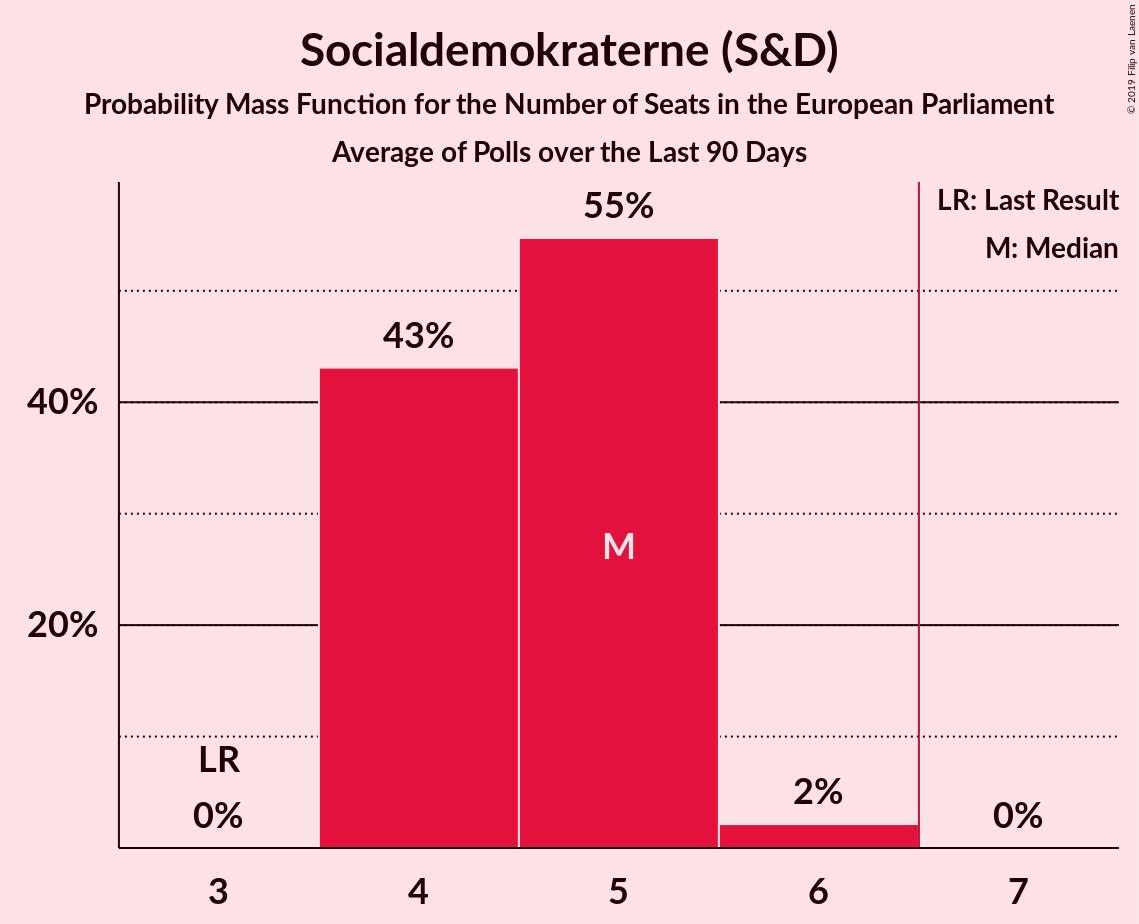 Socialdemokraterne (S&D)
Probability Mass Function for the Number of Seats in the European Parliament
Average of Polls over the Last 90 Days
© 2019 Filip van Laenen
LR: Last Result
M: Median
55%
43%
40%
M
20%
LR
0%
2%
0%
3
4
5
6
7